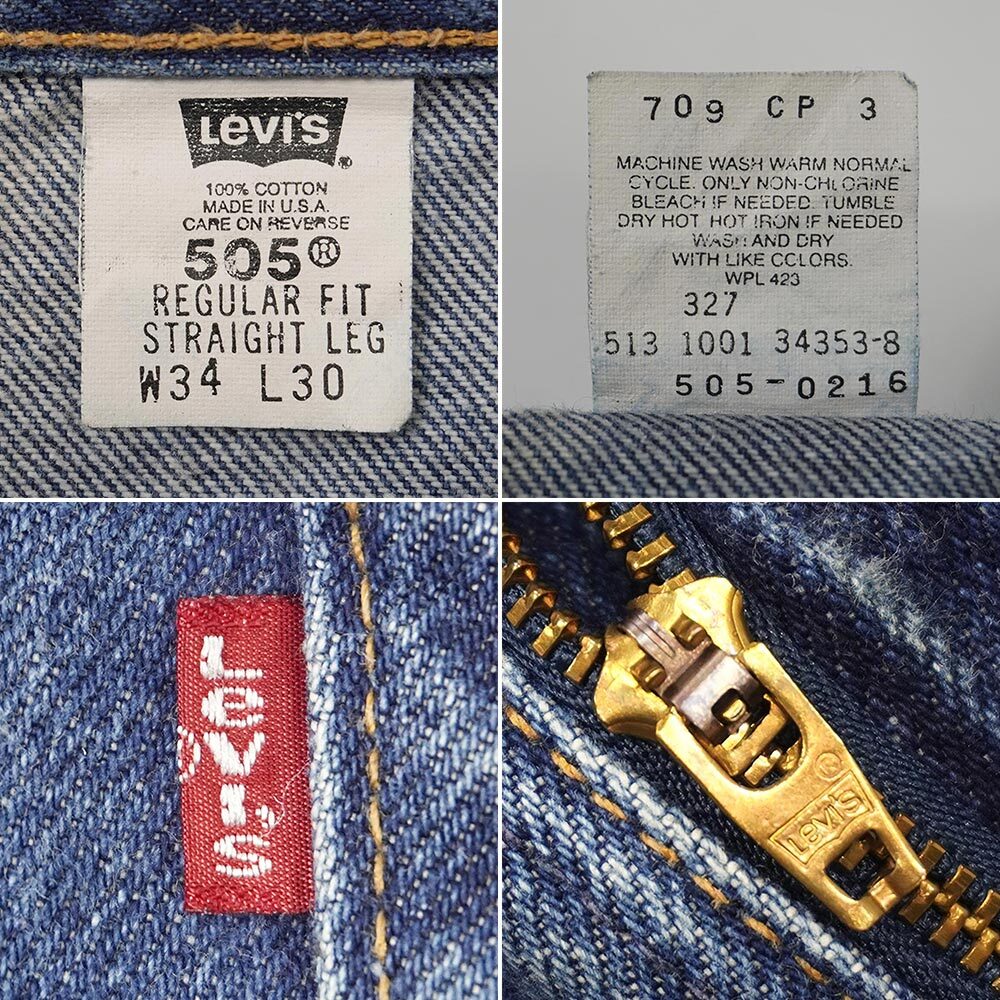 Levi's®
100% COTTON
MADE IN U.S.A.
CARE ON REVERSE
505®
REGULAR FIT
STRAIGHT LEG
W34 L30
709 CP 3
MACHINE WASH WARM NORMAL
CYCLE. ONLY NON-CHLORINE
BLEACH IF NEEDED. TUMBLE
DRY HOT. HOT IRON IF NEEDED
WASH AND DRY
WITH LIKE COLORS.
WPL 423
327
513 1001 34353-8
505-0216
LeVI'S
®
Levi's